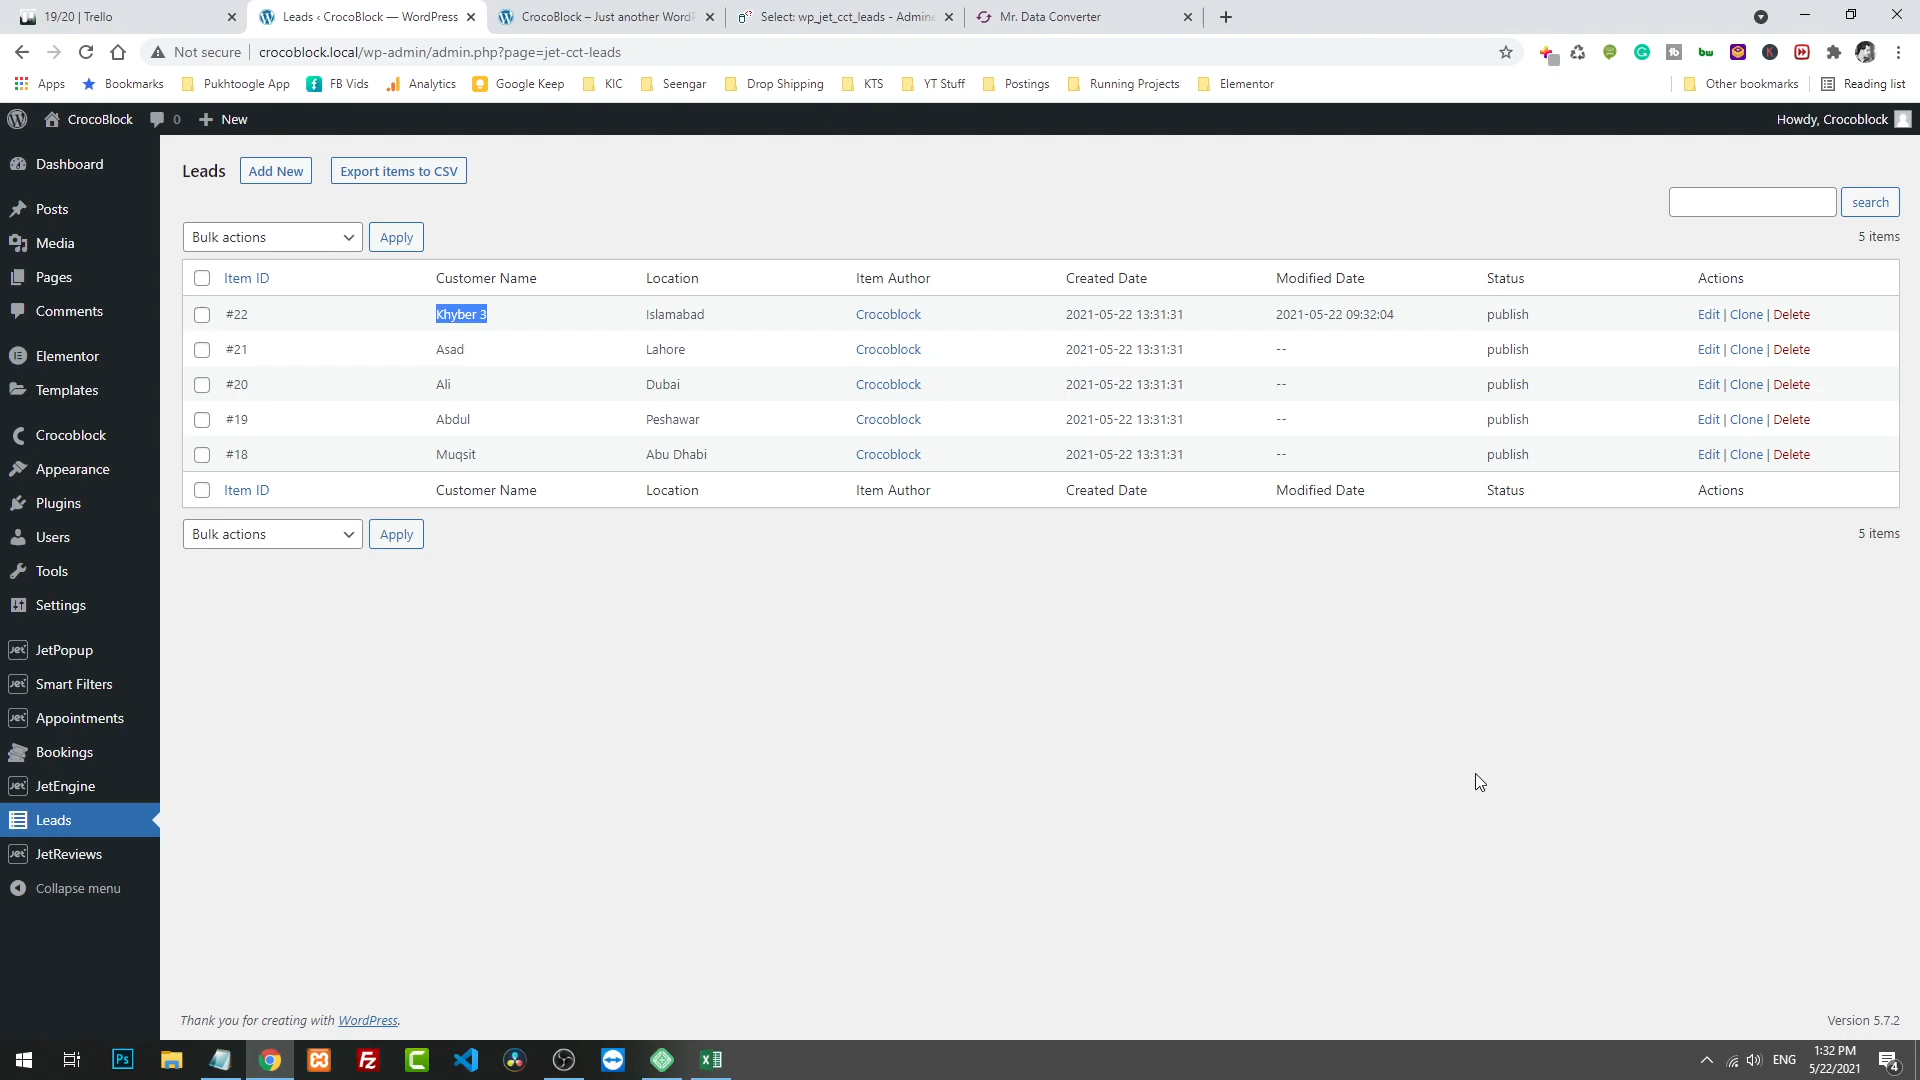 19/20 | Trello
Leads ‹ CrocoBlock — WordPress
CrocoBlock – Just another WordP
Select: wp_jet_cct_leads - Admine
Mr. Data Converter
Not secure
crocoblock.local/wp-admin/admin.php?page=jet-cct-leads
Apps
Bookmarks
Pukhtoogle App
FB Vids
Analytics
Google Keep
KIC
Seengar
Drop Shipping
KTS
YT Stuff
Postings
Running Projects
Elementor
Other bookmarks
Reading list
CrocoBlock
0
New
Howdy, Crocoblock
Dashboard
Posts
Media
Pages
Comments
Elementor
Templates
Crocoblock
Appearance
Plugins
Users
Tools
Settings
JetPopup
Smart Filters
Appointments
Bookings
JetEngine
Leads
JetReviews
Collapse menu
Leads
Add New
Export items to CSV
search
Bulk actions
Apply
5 items
Item ID Customer Name Location Item Author Created Date Modified Date Status Actions
#22 Khyber 3 Islamabad Crocoblock 2021-05-22 13:31:31 2021-05-22 09:32:04 publish Edit | Clone | Delete
#21 Asad Lahore Crocoblock 2021-05-22 13:31:31 -- publish Edit | Clone | Delete
#20 Ali Dubai Crocoblock 2021-05-22 13:31:31 -- publish Edit | Clone | Delete
#19 Abdul Peshawar Crocoblock 2021-05-22 13:31:31 -- publish Edit | Clone | Delete
#18 Muqsit Abu Dhabi Crocoblock 2021-05-22 13:31:31 -- publish Edit | Clone | Delete
Item ID Customer Name Location Item Author Created Date Modified Date Status Actions
Bulk actions
Apply
5 items
Thank you for creating with WordPress.
Version 5.7.2
Ps
ENG
1:32 PM
5/22/2021
4